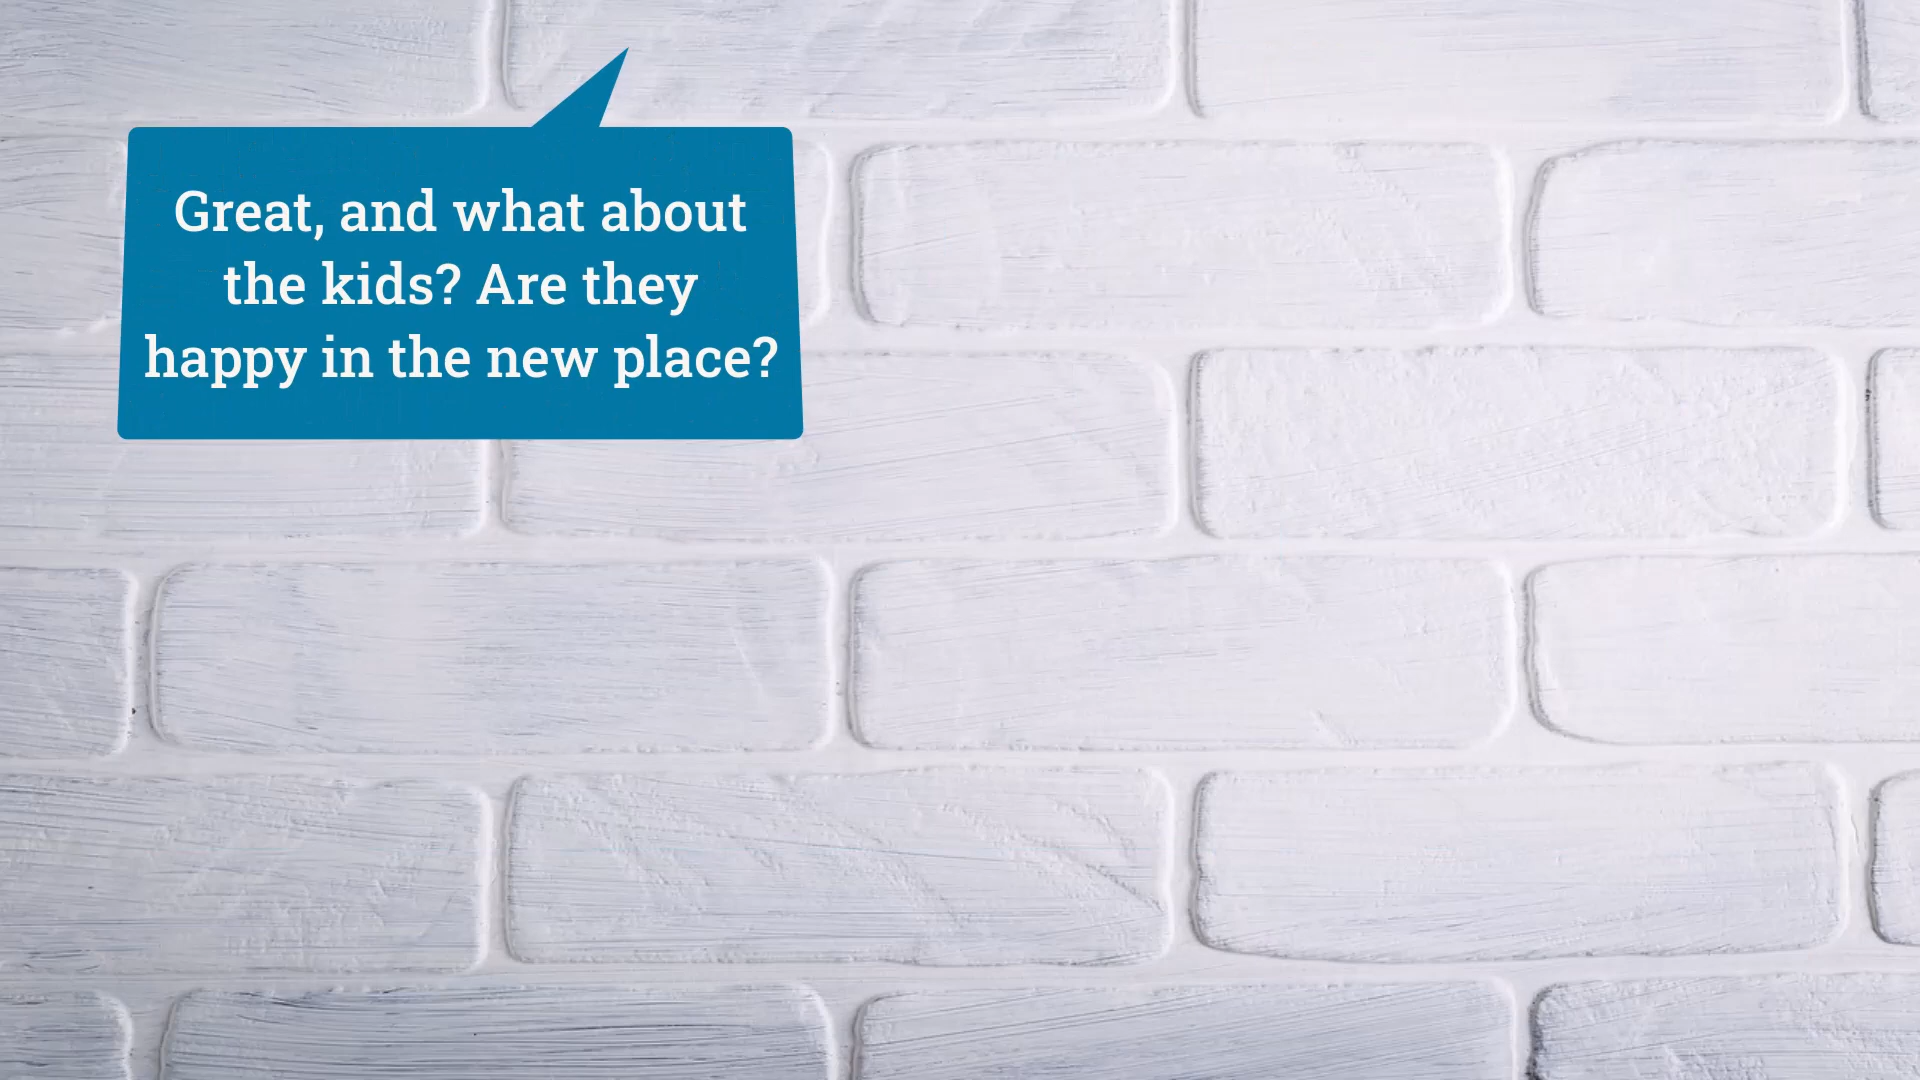 Great, and what about
the kids? Are they
happy in the new place?